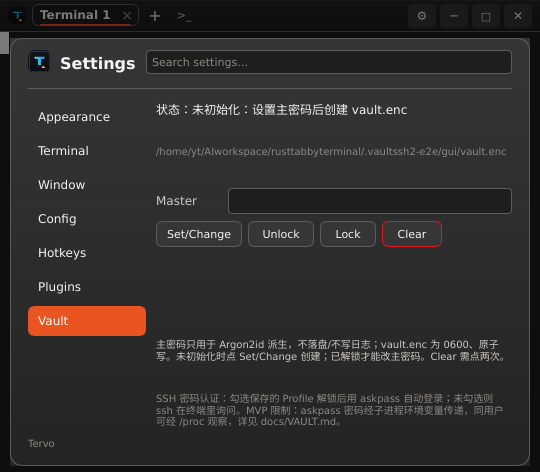 Terminal 1
>_
Settings
Search settings...
Appearance
Terminal
Window
Config
Hotkeys
Plugins
Vault
Tervo
状态：未初始化：设置主密码后创建 vault.enc
/home/yt/AIworkspace/rusttabbyterminal/.vaultssh2-e2e/gui/vault.enc
Master
Set/Change
Unlock
Lock
Clear
主密码只用于 Argon2id 派生，不落盘/不写日志；vault.enc 为 0600、原子
写。未初始化时点 Set/Change 创建；已解锁才能改主密码。Clear 需点两次。
SSH 密码认证：勾选保存的 Profile 解锁后用 askpass 自动登录；未勾选则
ssh 在终端里询问。MVP 限制：askpass 密码经子进程环境变量传递，同用户
可经 /proc 观察，详见 docs/VAULT.md。